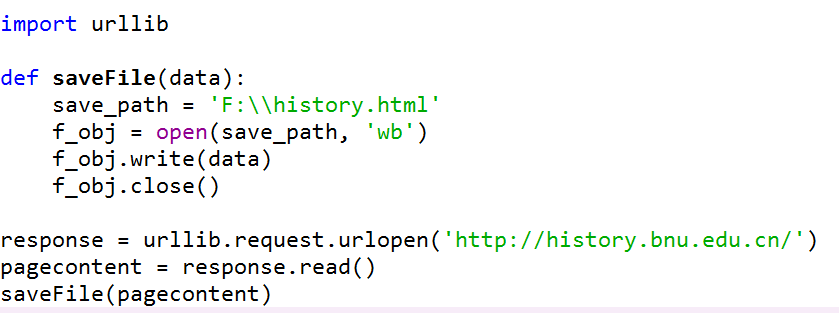 import urllib
def saveFile(data):
    save_path = 'F:\\history.html'
    f_obj = open(save_path, 'wb')
    f_obj.write(data)
    f_obj.close()
response = urllib.request.urlopen('http://history.bnu.edu.cn/')
pagecontent = response.read()
saveFile(pagecontent)